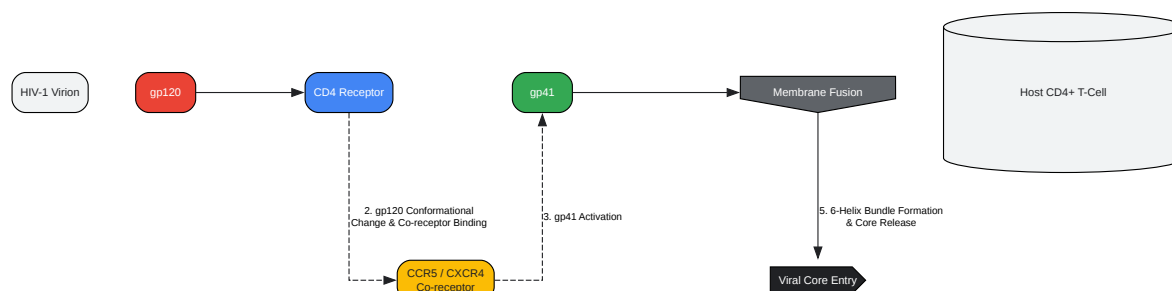 HIV-1 Virion
gp120
CD4 Receptor
gp41
Membrane Fusion
Host CD4+ T-Cell
2. gp120 Conformational
Change & Co-receptor Binding
3. gp41 Activation
5. 6-Helix Bundle Formation
& Core Release
CCR5 / CXCR4
Co-receptor
Viral Core Entry